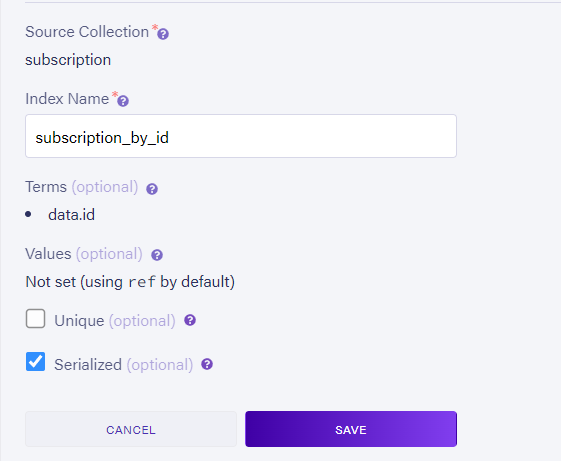 Source Collection*
subscription
Index Name*
subscription_by_id
Terms (optional)
• data.id
Values (optional)
Not set (using ref by default)
Unique (optional)
Serialized (optional)
CANCEL SAVE